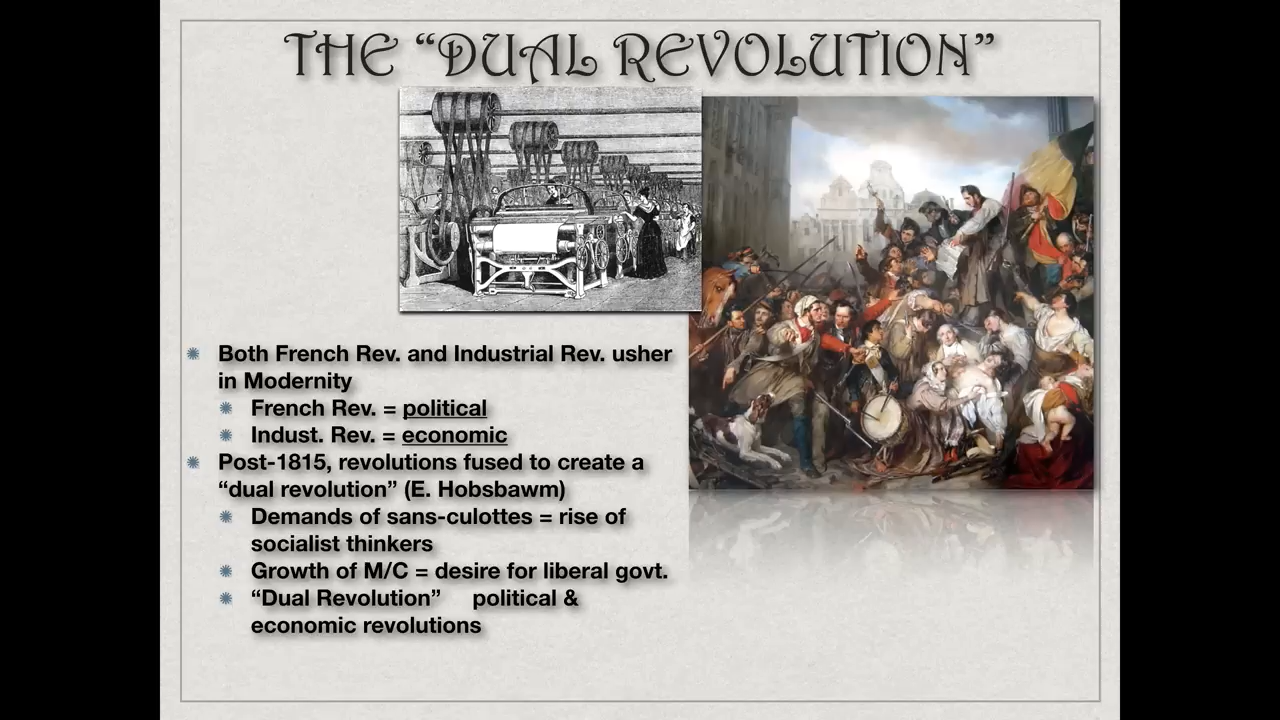 THE “DUAL REVOLUTION”
Both French Rev. and Industrial Rev. usher
in Modernity
French Rev. = political
Indust. Rev. = economic
Post-1815, revolutions fused to create a
“dual revolution” (E. Hobsbawm)
Demands of sans-culottes = rise of
socialist thinkers
Growth of M/C = desire for liberal govt.
“Dual Revolution” political &
economic revolutions